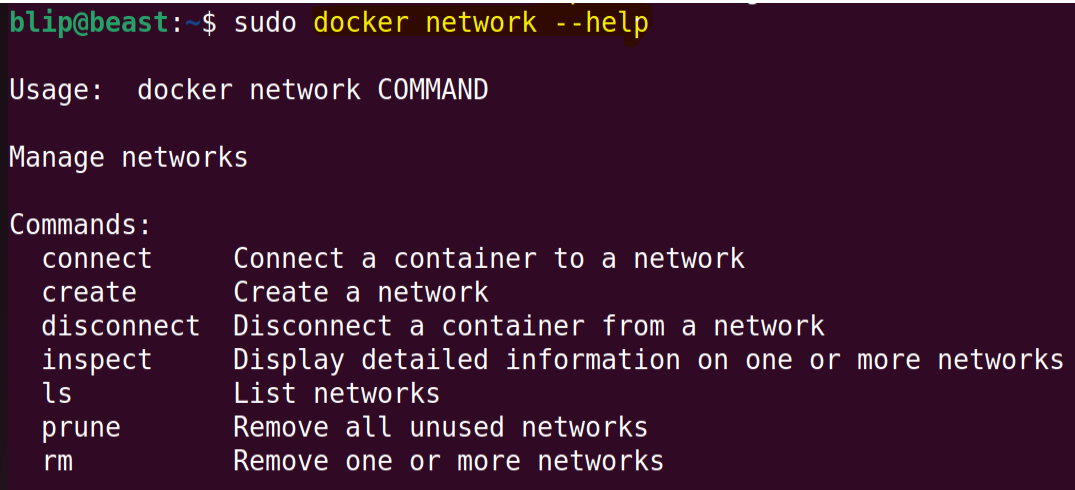 blip@beast:~$ sudo docker network --help
Usage:  docker network COMMAND
Manage networks
Commands:
  connect     Connect a container to a network
  create      Create a network
  disconnect  Disconnect a container from a network
  inspect     Display detailed information on one or more networks
  ls          List networks
  prune       Remove all unused networks
  rm          Remove one or more networks